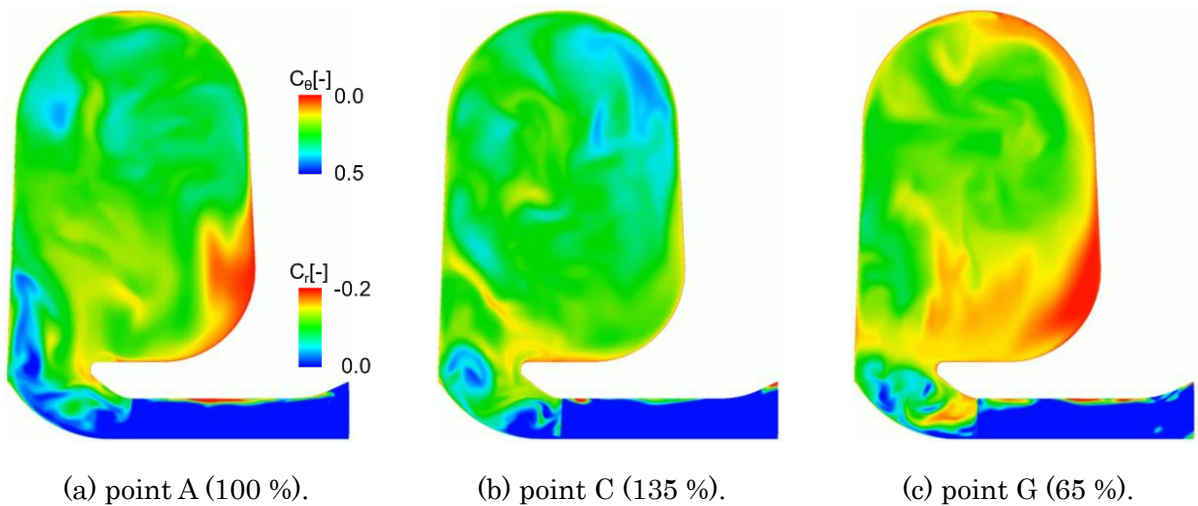 Cθ[-]
0.0
0.5
Cr[-]
-0.2
0.0
(a) point A (100 %).
(b) point C (135 %).
(c) point G (65 %).